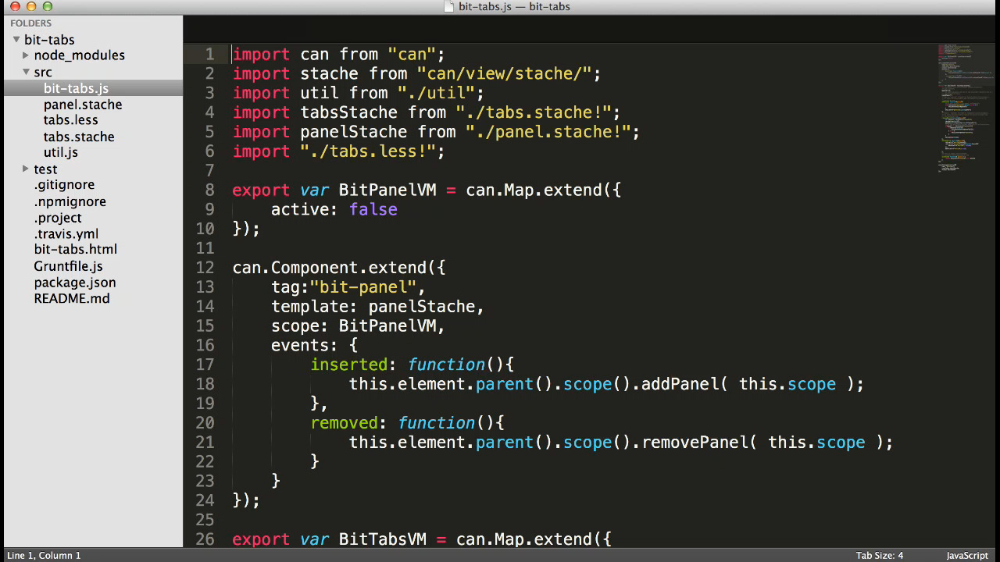 bit-tabs.js — bit-tabs
FOLDERS
bit-tabs
node_modules
src
bit-tabs.js
panel.stache
tabs.less
tabs.stache
util.js
test
.gitignore
.npmignore
.project
.travis.yml
bit-tabs.html
Gruntfile.js
package.json
README.md
1 import can from "can";
2 import stache from "can/view/stache/";
3 import util from "./util";
4 import tabsStache from "./tabs.stache!";
5 import panelStache from "./panel.stache!";
6 import "./tabs.less!";
7
8 export var BitPanelVM = can.Map.extend({
9     active: false
10 });
11
12 can.Component.extend({
13     tag:"bit-panel",
14     template: panelStache,
15     scope: BitPanelVM,
16     events: {
17         inserted: function(){
18             this.element.parent().scope().addPanel( this.scope );
19         },
20         removed: function(){
21             this.element.parent().scope().removePanel( this.scope );
22         }
23     }
24 });
25
26 export var BitTabsVM = can.Map.extend({
Line 1, Column 1
Tab Size: 4
JavaScript